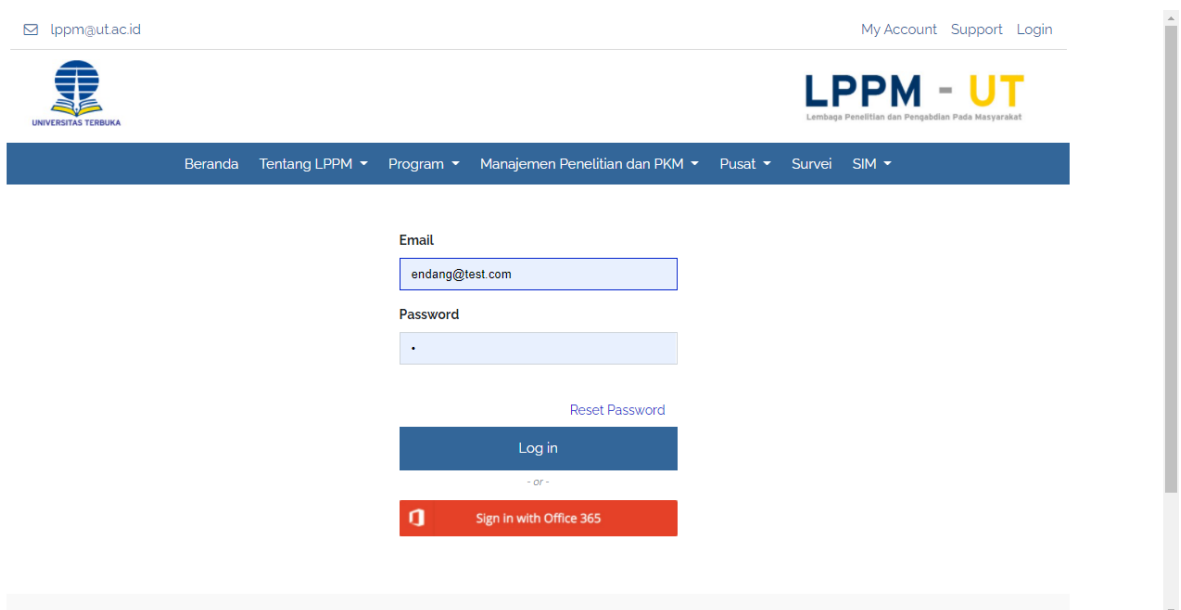 lppm@ut.ac.id
My Account Support Login
UNIVERSITAS TERBUKA
LPPM - UT
Lembaga Penelitian dan Pengabdian Pada Masyarakat
Beranda Tentang LPPM Program Manajemen Penelitian dan PKM Pusat Survei SIM
Email
endang@test.com
Password
Reset Password
Log in
- or -
Sign in with Office 365